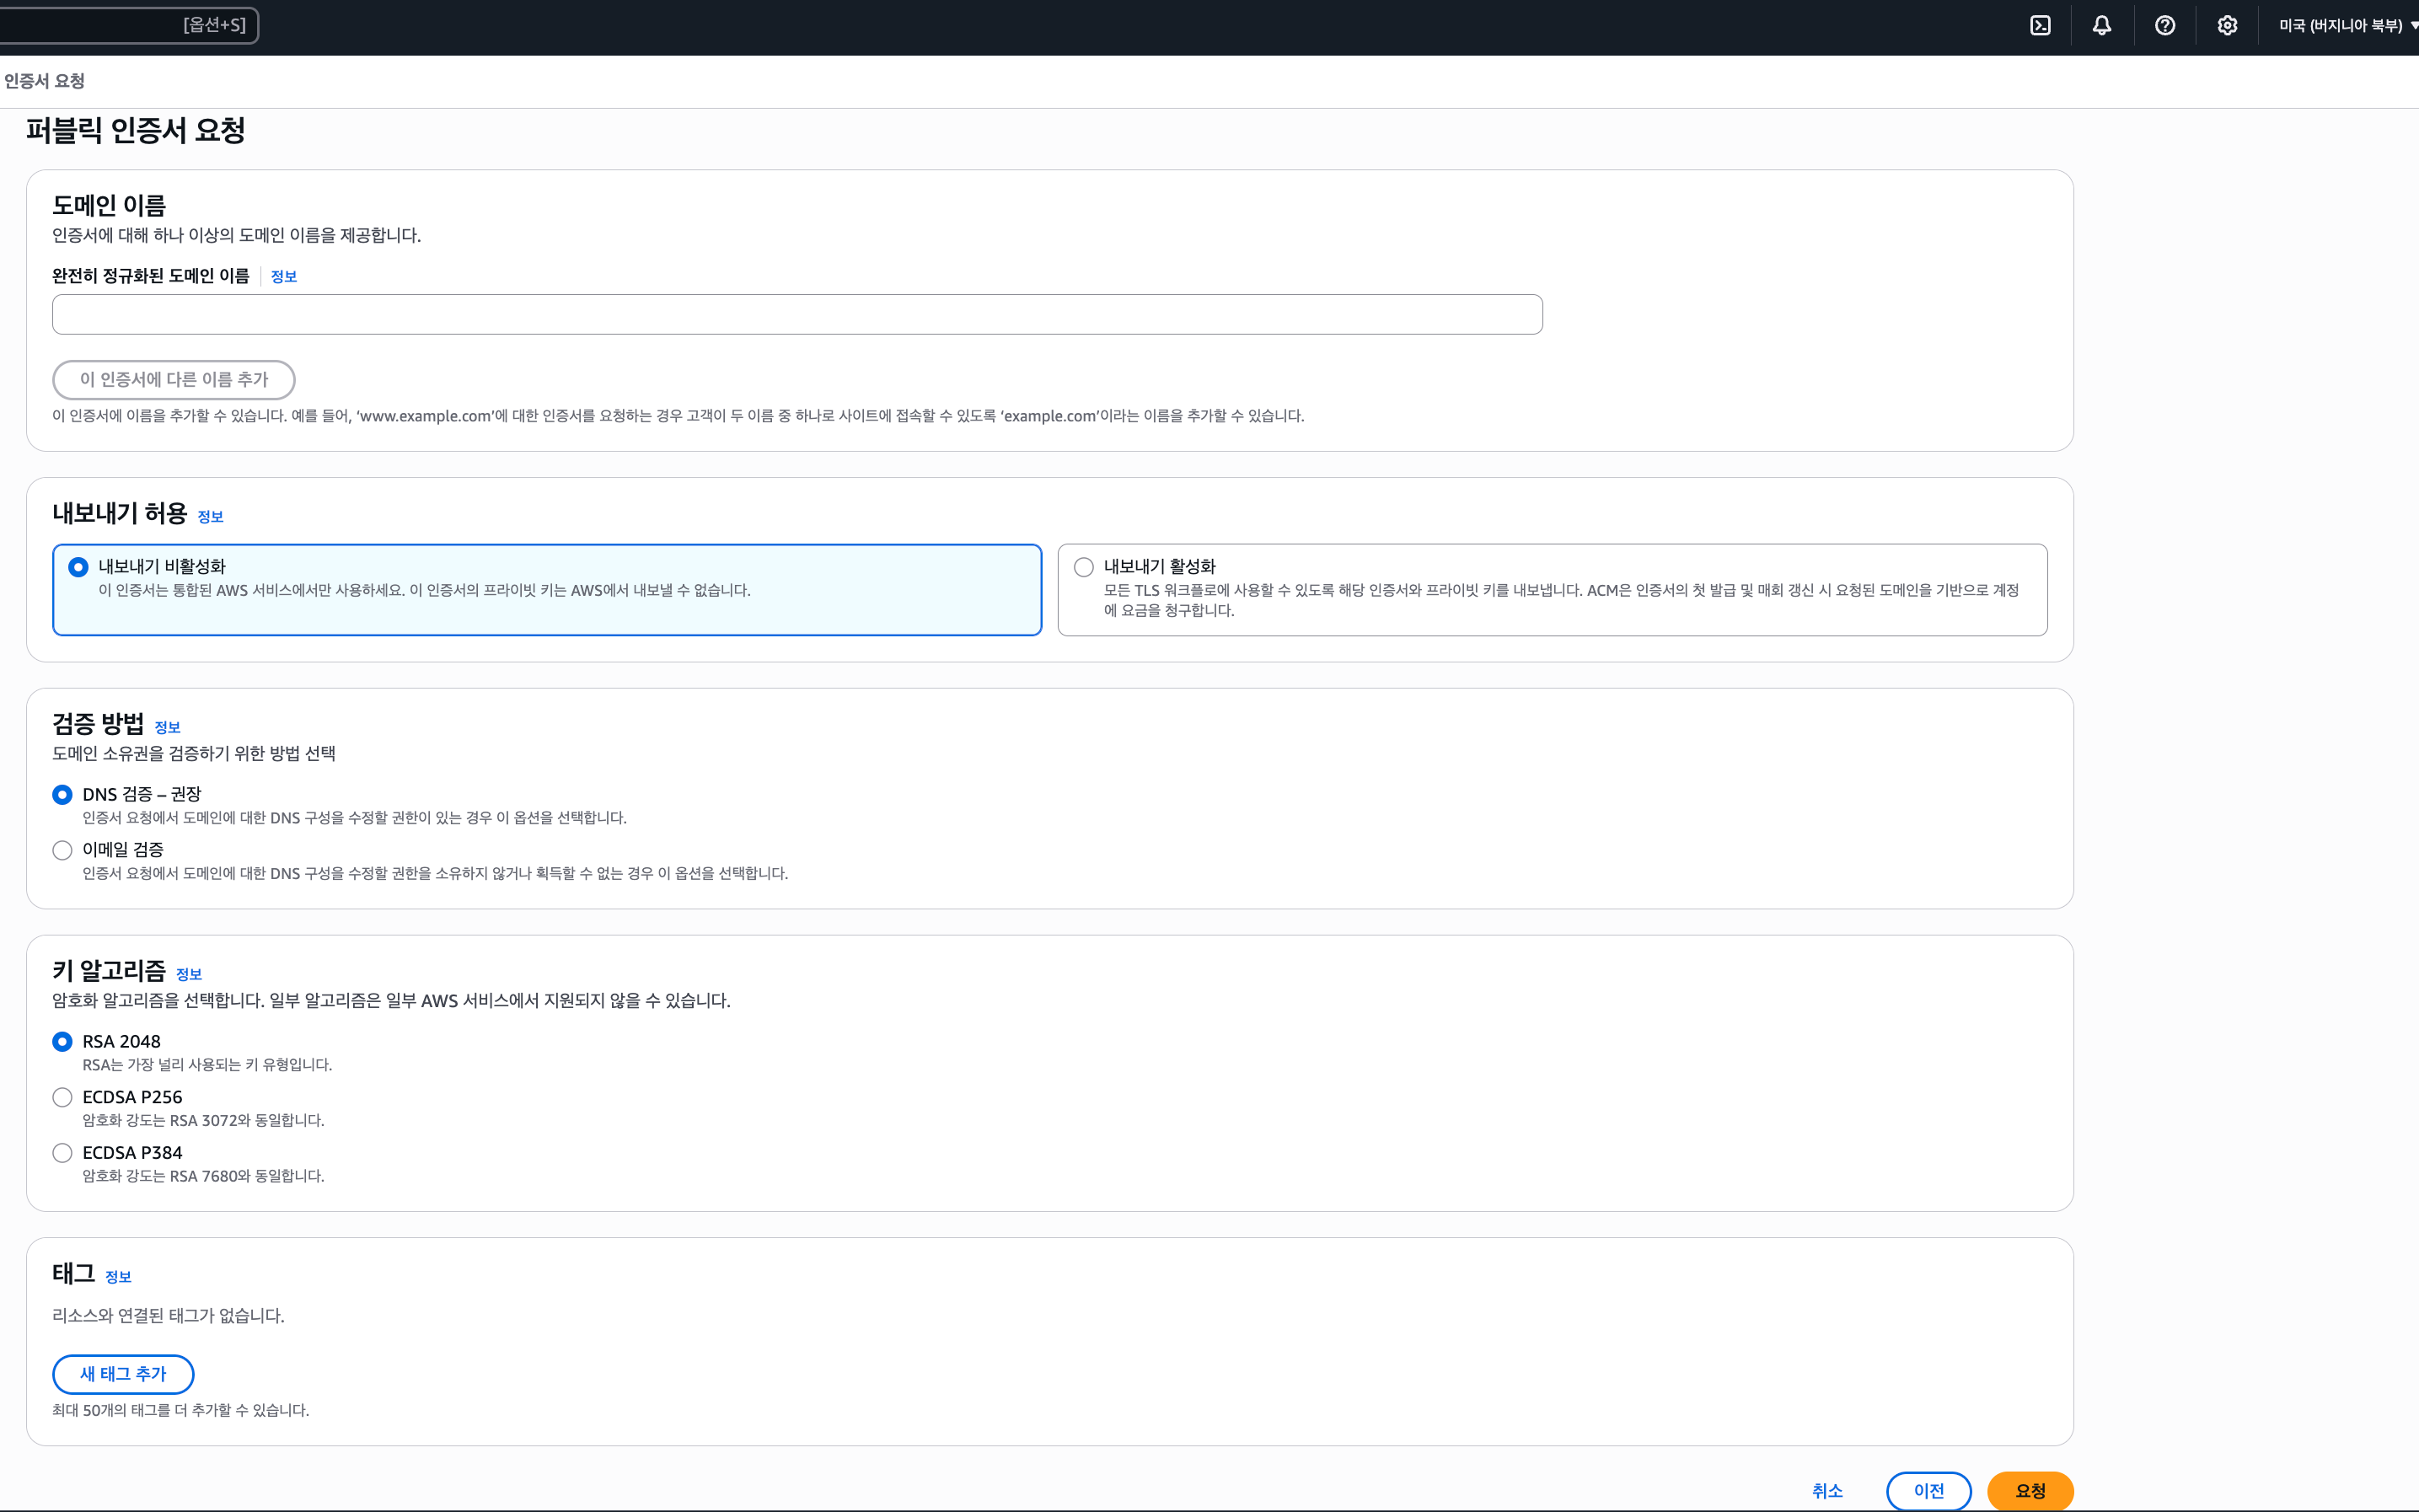 [옵션+S]
미국 (버지니아 북부)
인증서 요청
퍼블릭 인증서 요청
도메인 이름
인증서에 대해 하나 이상의 도메인 이름을 제공합니다.
완전히 정규화된 도메인 이름
정보
이 인증서에 다른 이름 추가
이 인증서에 이름을 추가할 수 있습니다. 예를 들어, ‘www.example.com’에 대한 인증서를 요청하는 경우 고객이 두 이름 중 하나로 사이트에 접속할 수 있도록 ‘example.com’이라는 이름을 추가할 수 있습니다.
내보내기 허용 정보
내보내기 비활성화
이 인증서는 통합된 AWS 서비스에서만 사용하세요. 이 인증서의 프라이빗 키는 AWS에서 내보낼 수 없습니다.
내보내기 활성화
모든 TLS 워크플로에 사용할 수 있도록 해당 인증서와 프라이빗 키를 내보냅니다. ACM은 인증서의 첫 발급 및 매회 갱신 시 요청된 도메인을 기반으로 계정
에 요금을 청구합니다.
검증 방법 정보
도메인 소유권을 검증하기 위한 방법 선택
DNS 검증 – 권장
인증서 요청에서 도메인에 대한 DNS 구성을 수정할 권한이 있는 경우 이 옵션을 선택합니다.
이메일 검증
인증서 요청에서 도메인에 대한 DNS 구성을 수정할 권한을 소유하지 않거나 획득할 수 없는 경우 이 옵션을 선택합니다.
키 알고리즘 정보
암호화 알고리즘을 선택합니다. 일부 알고리즘은 일부 AWS 서비스에서 지원되지 않을 수 있습니다.
RSA 2048
RSA는 가장 널리 사용되는 키 유형입니다.
ECDSA P256
암호화 강도는 RSA 3072와 동일합니다.
ECDSA P384
암호화 강도는 RSA 7680와 동일합니다.
태그 정보
리소스와 연결된 태그가 없습니다.
새 태그 추가
최대 50개의 태그를 더 추가할 수 있습니다.
취소
이전
요청